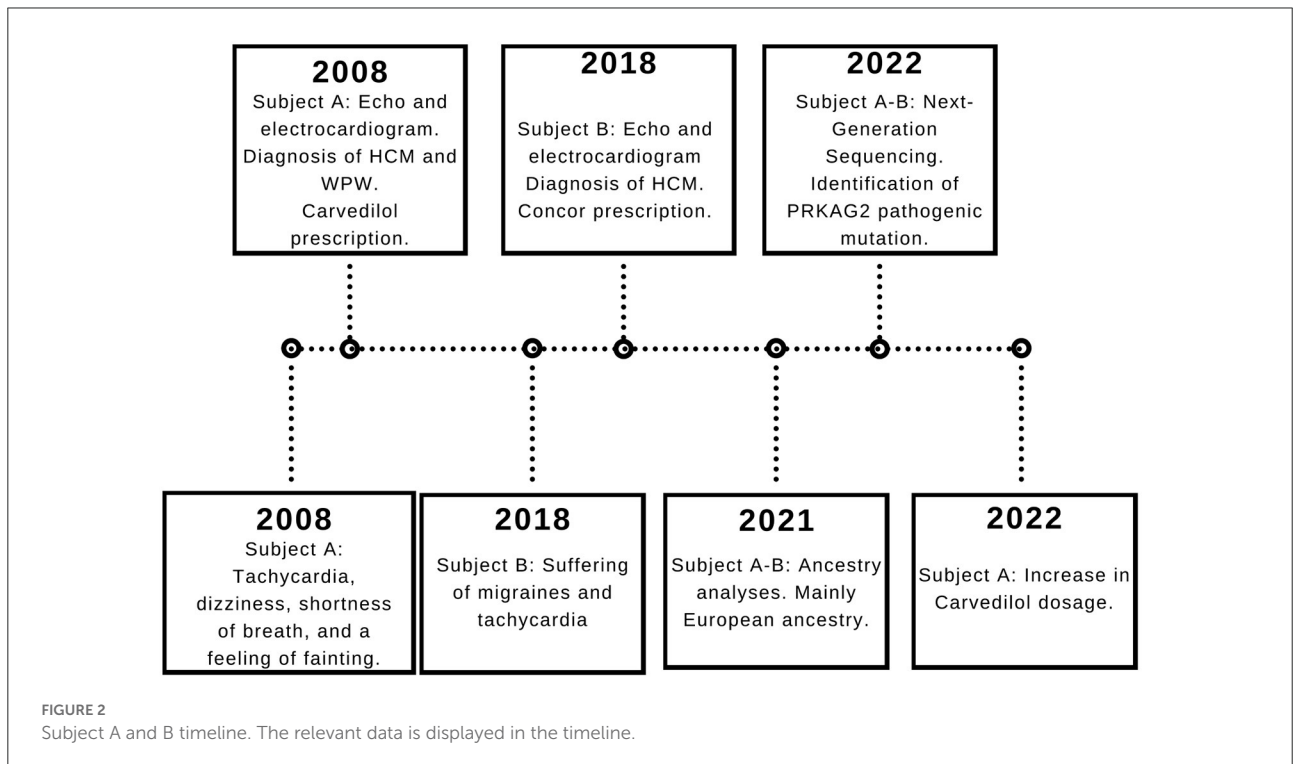 2008
Subject A: Echo and
electrocardiogram.
Diagnosis of HCM and
WPW.
Carvedilol
prescription.
2018
Subject B: Echo and
electrocardiogram
Diagnosis of HCM.
Concor prescription.
2022
Subject A-B: Next-
Generation
Sequencing.
Identification of
PRKAG2 pathogenic
mutation.
2008
Subject A:
Tachycardia,
dizziness, shortness
of breath, and a
feeling of fainting.
2018
Subject B: Suffering
of migraines and
tachycardia
2021
Subject A-B: Ancestry
analyses. Mainly
European ancestry.
2022
Subject A: Increase in
Carvedilol dosage.
FIGURE 2
Subject A and B timeline. The relevant data is displayed in the timeline.